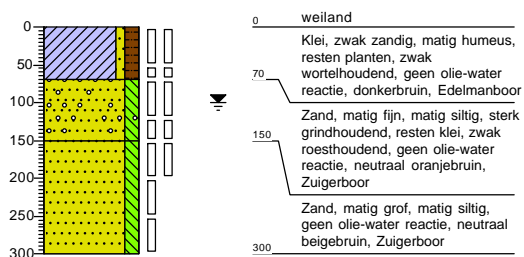 0
50
100
150
200
250
300
0
weiland
Klei, zwak zandig, matig humeus,
resten planten, zwak
wortelhoudend, geen olie-water
reactie, donkerbruin, Edelmanboor
70
Zand, matig fijn, matig siltig, sterk
grindhoudend, resten klei, zwak
roesthoudend, geen olie-water
reactie, neutraal oranjebruin,
Zuigerboor
150
Zand, matig grof, matig siltig,
geen olie-water reactie, neutraal
beigebruin, Zuigerboor
300